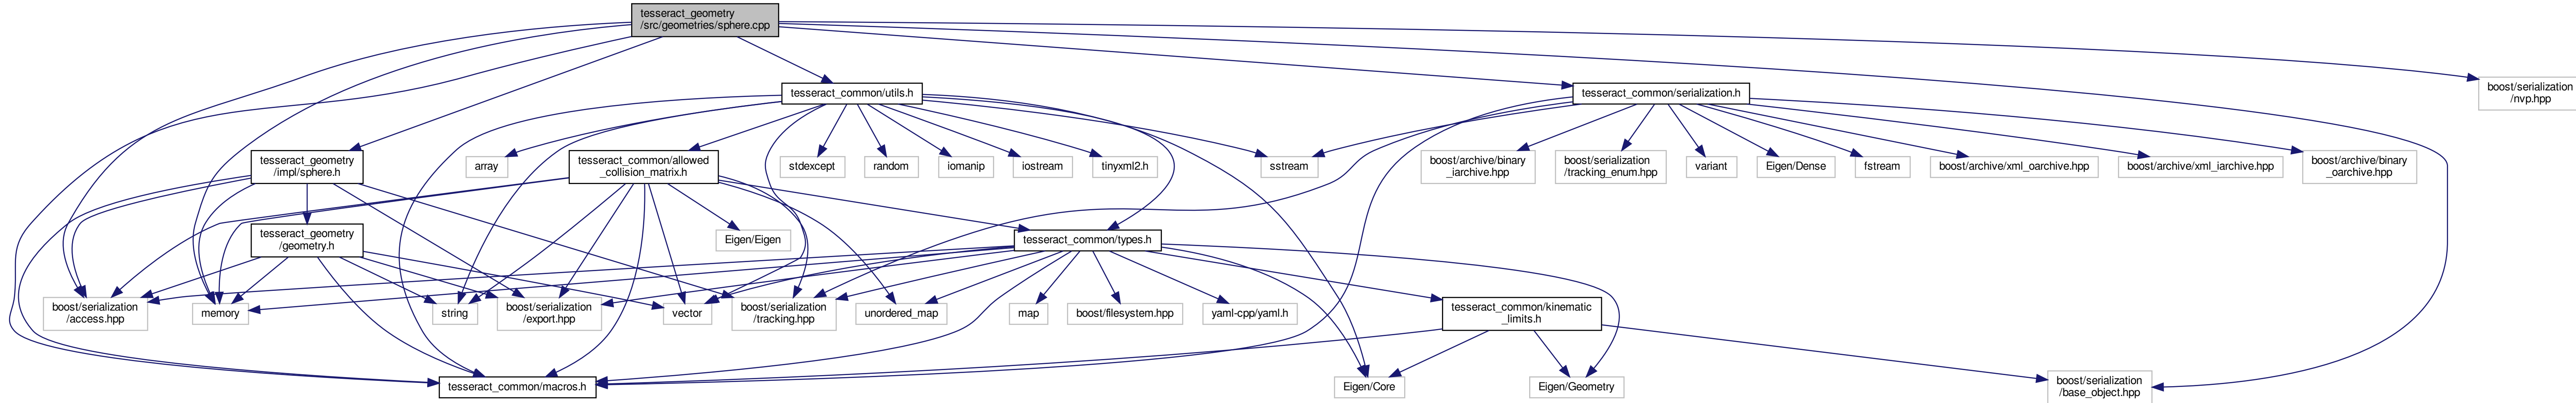 tesseract_geometry
/src/geometries/sphere.cpp
tesseract_common/utils.h
tesseract_common/serialization.h
boost/serialization
/nvp.hpp
tesseract_geometry
/impl/sphere.h
array
tesseract_common/allowed
_collision_matrix.h
stdexcept
random
iomanip
iostream
tinyxml2.h
sstream
boost/archive/binary
_iarchive.hpp
boost/serialization
/tracking_enum.hpp
variant
Eigen/Dense
fstream
boost/archive/xml_oarchive.hpp
boost/archive/xml_iarchive.hpp
boost/archive/binary
_oarchive.hpp
tesseract_geometry
/geometry.h
Eigen/Eigen
tesseract_common/types.h
boost/serialization
/access.hpp
memory
string
boost/serialization
/export.hpp
vector
boost/serialization
/tracking.hpp
unordered_map
map
boost/filesystem.hpp
yaml-cpp/yaml.h
tesseract_common/kinematic
_limits.h
tesseract_common/macros.h
Eigen/Core
Eigen/Geometry
boost/serialization
/base_object.hpp